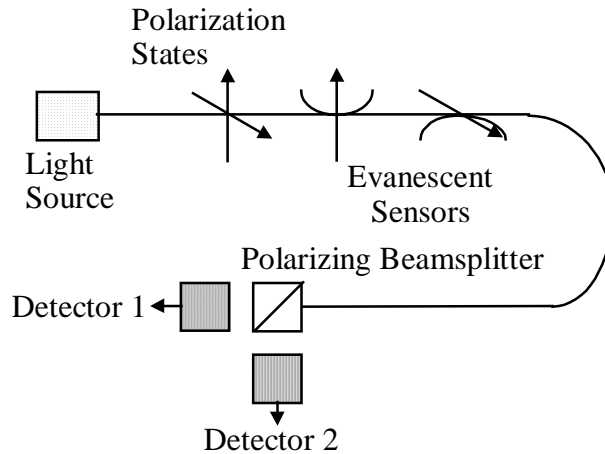 Polarization
States
Light
Source
Evanescent
Sensors
Polarizing Beamsplitter
Detector 1
Detector 2